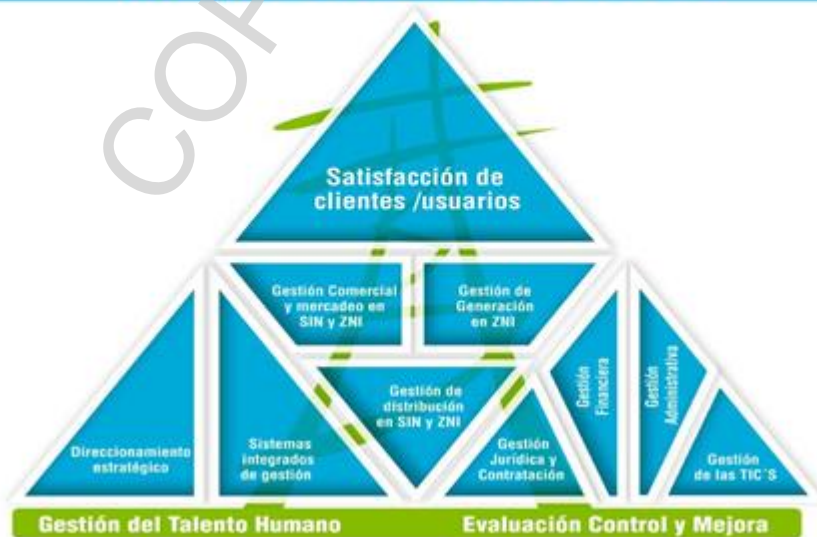 COP
Satisfacción de
clientes /usuarios
Gestión Comercial
y mercadeo en
SIN y ZNI
Gestión de
Generación
en ZNI
Gestión de
distribución
en SIN y ZNI
Direccionamiento
estratégico
Sistemas
integrados
de gestión
Gestión
Jurídica y
Contratación
Gestión
Financiera
Gestión
Administrativa
Gestión
de las TIC´S
Gestión del Talento Humano
Evaluación Control y Mejora